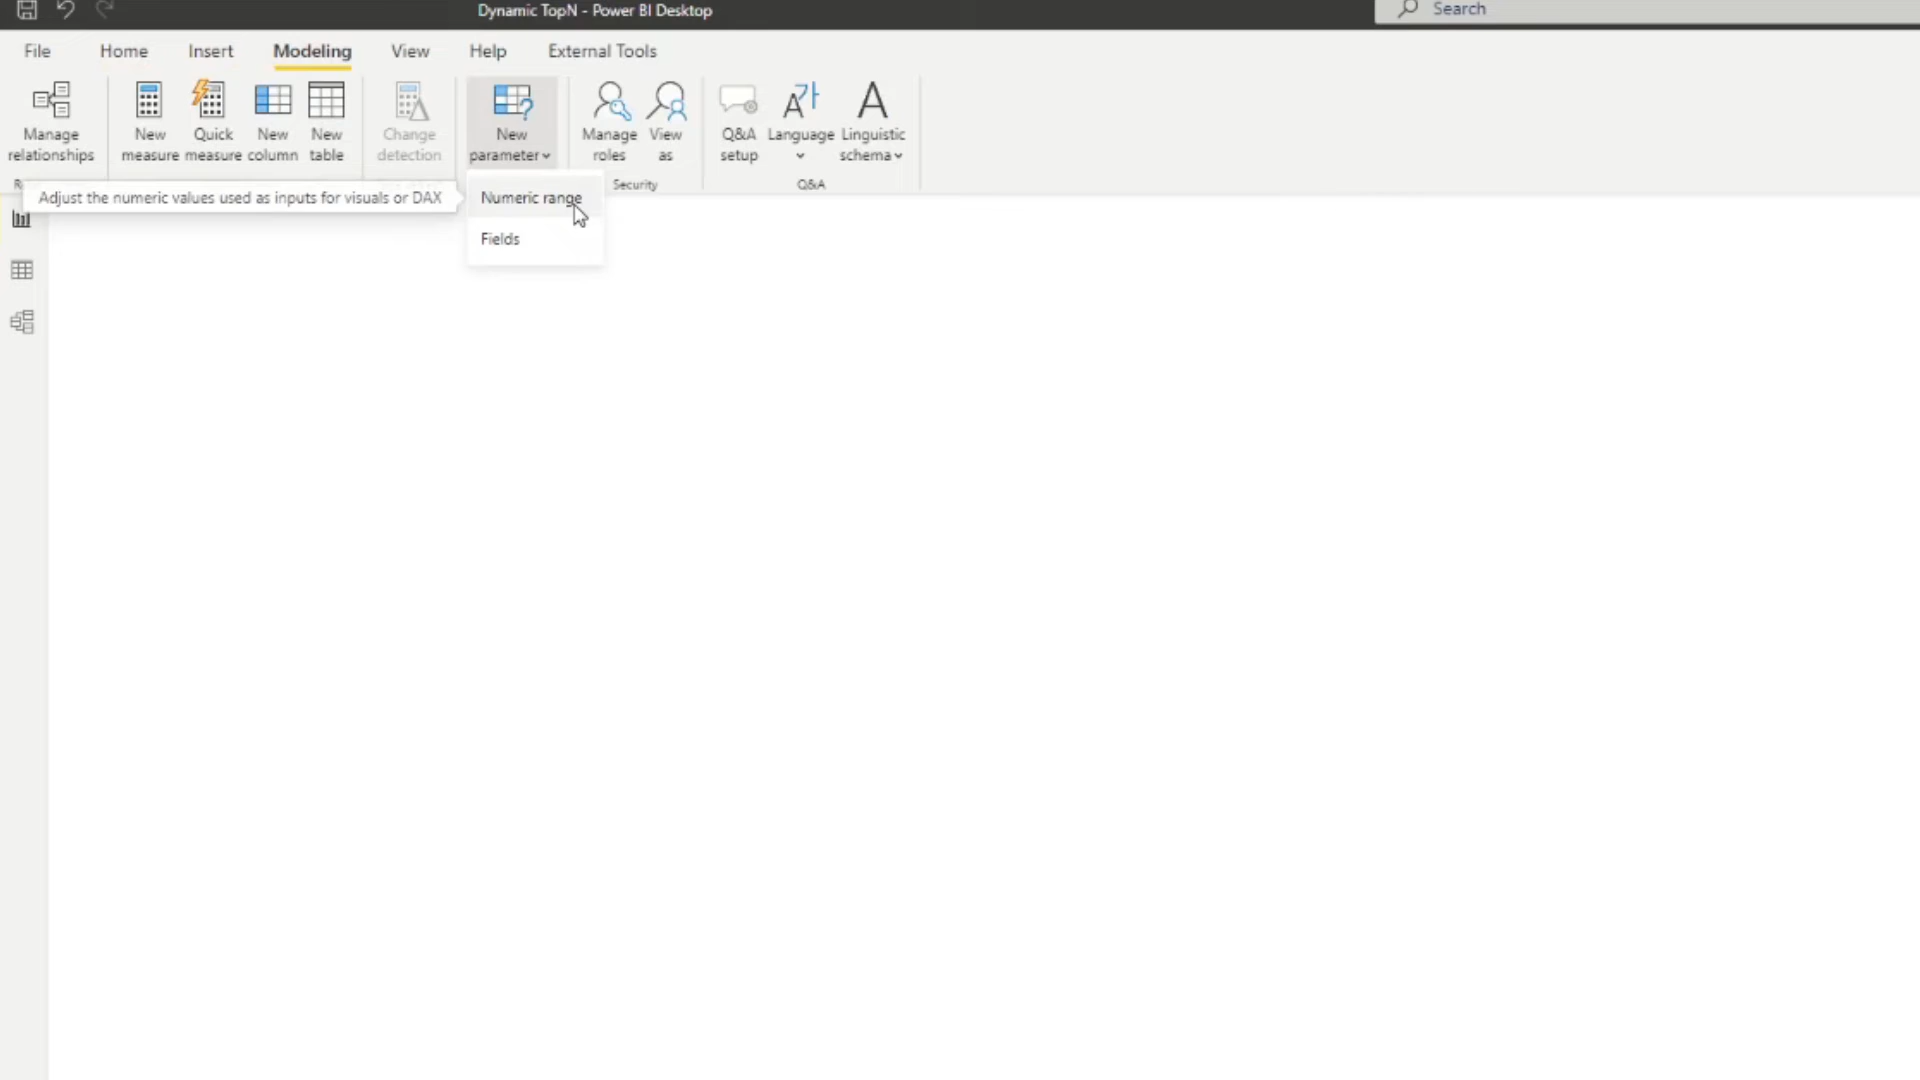 Dynamic TopN - Power BI Desktop
Search
File
Home
Insert
Modeling
View
Help
External Tools
Manage
relationships
New
measure
Quick
measure
New
column
New
table
Change
detection
New
parameter
Manage
roles
View
as
Q&A
setup
Language
Linguistic
schema
Security
Q&A
Adjust the numeric values used as inputs for visuals or DAX
Numeric range
Fields